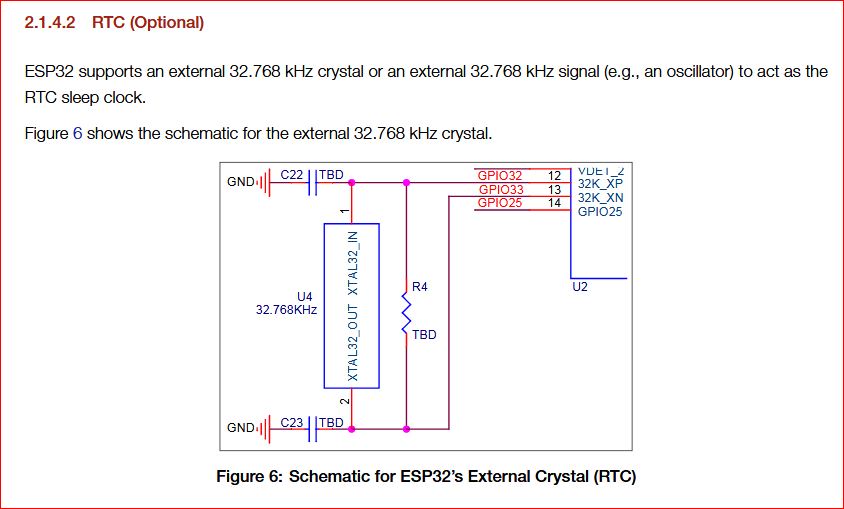 2.1.4.2 RTC (Optional)
ESP32 supports an external 32.768 kHz crystal or an external 32.768 kHz signal (e.g., an oscillator) to act as the
RTC sleep clock.
Figure 6 shows the schematic for the external 32.768 kHz crystal.
GND C22 TBD
GPIO32 12 VDET_2
GPIO33 13 32K_XP
GPIO25 14 32K_XN
GPIO25
1
XTAL32_IN
U4
32.768KHz
XTAL32_OUT
R4
TBD
U2
2
GND C23 TBD
Figure 6: Schematic for ESP32's External Crystal (RTC)